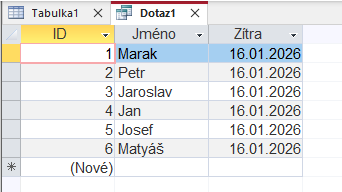 Tabulka1 Dotaz1
ID Jméno Zítra
1 Marak 16.01.2026
2 Petr 16.01.2026
3 Jaroslav 16.01.2026
4 Jan 16.01.2026
5 Josef 16.01.2026
6 Matyáš 16.01.2026
(Nové)